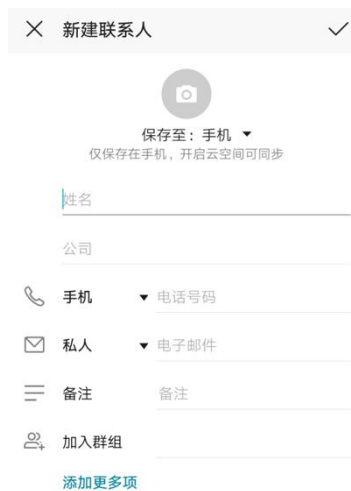 新建联系人
保存至：手机
仅保存在手机，开启云空间可同步
姓名
公司
手机 电话号码
私人 电子邮件
备注 备注
加入群组
添加更多项